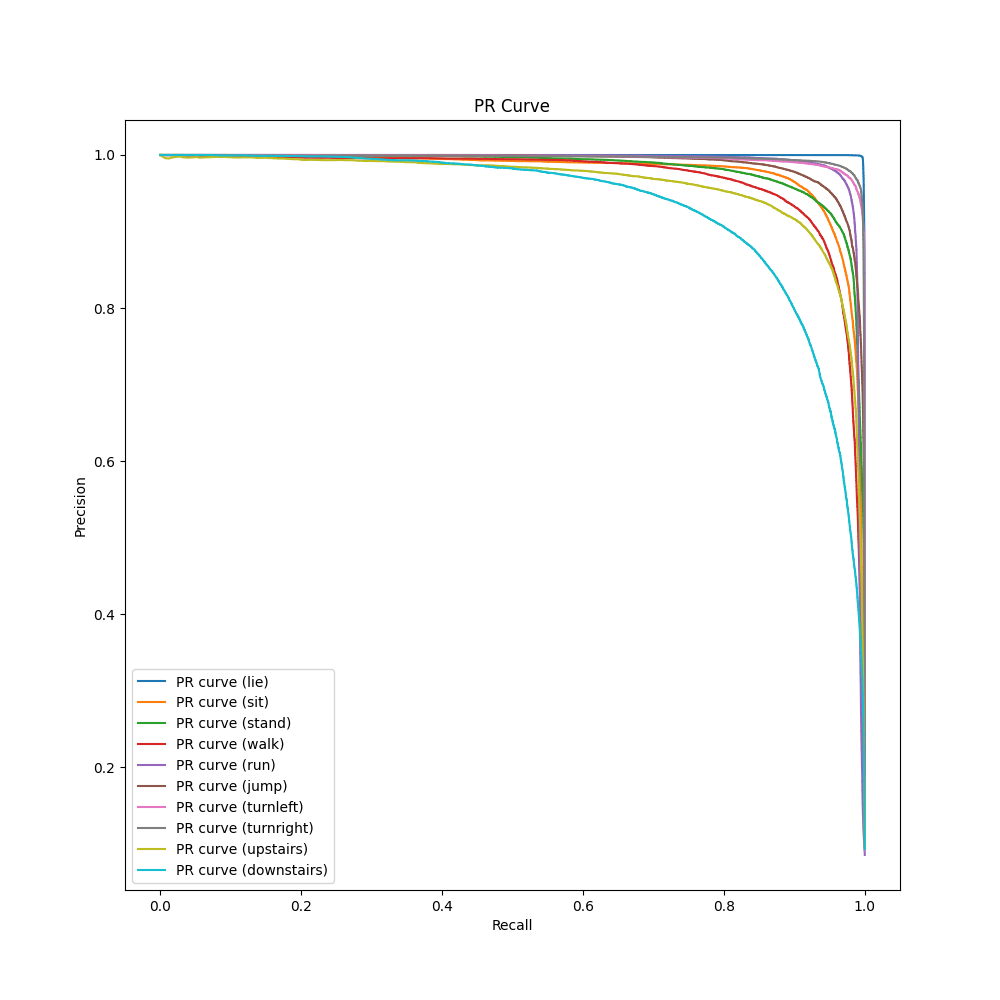 PR Curve
1.0
0.8
0.6
0.4
0.2
Precision
PR curve (lie)
PR curve (sit)
PR curve (stand)
PR curve (walk)
PR curve (run)
PR curve (jump)
PR curve (turnleft)
PR curve (turnright)
PR curve (upstairs)
PR curve (downstairs)
0.0 0.2 0.4 0.6 0.8 1.0
Recall